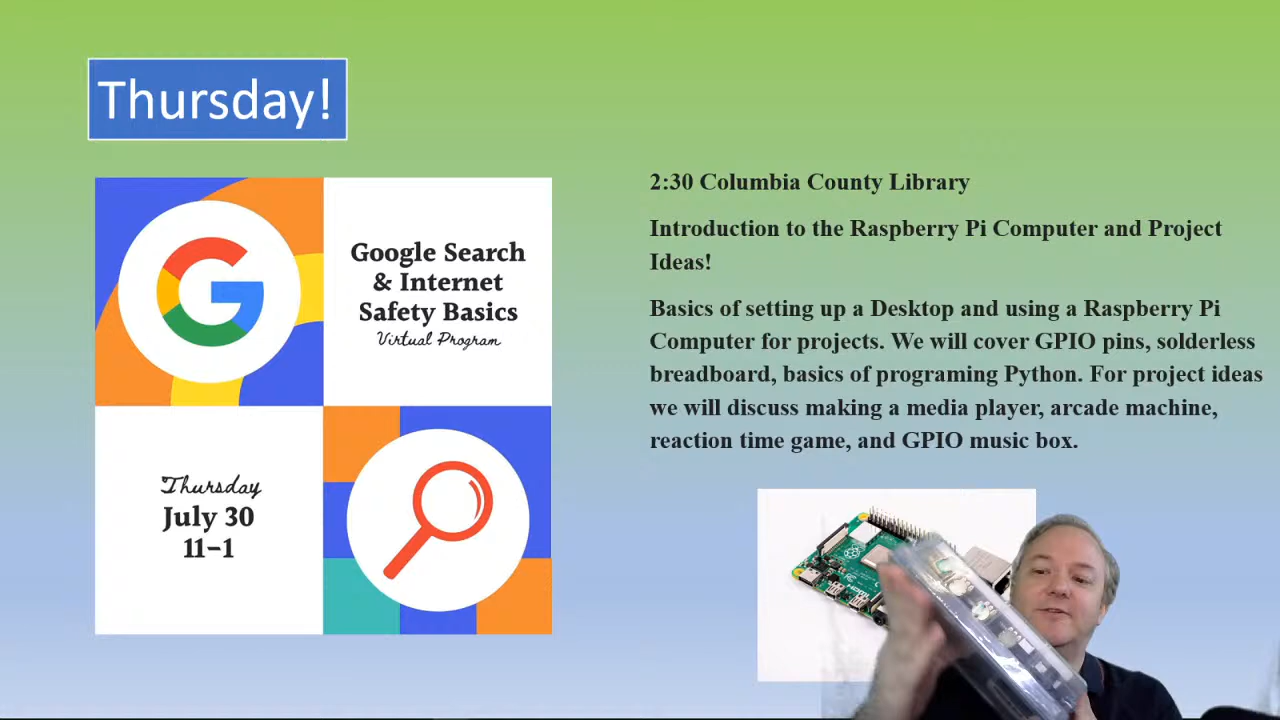 Thursday!
Google Search
& Internet
Safety Basics
Virtual Program
Thursday
July 30
11–1
2:30 Columbia County Library
Introduction to the Raspberry Pi Computer and Project
Ideas!
Basics of setting up a Desktop and using a Raspberry Pi
Computer for projects. We will cover GPIO pins, solderless
breadboard, basics of programing Python. For project ideas
we will discuss making a media player, arcade machine,
reaction time game, and GPIO music box.